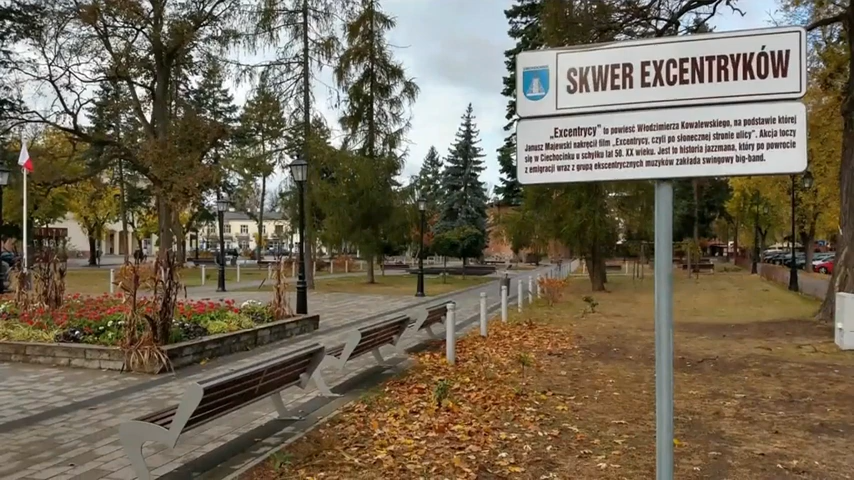 SKWER EXCENTRYKÓW
„Excentrycy” to powieść Włodzimierza Kowalewskiego, na podstawie której
Janusz Majewski nakręcił film „Excentrycy, czyli po słonecznej stronie ulicy”. Akcja toczy
się w Ciechocinku u schyłku lat 50. XX wieku. Jest to historia jazzmana, który po powrocie
z emigracji wraz z grupą ekscentrycznych muzyków zakłada swingowy big-band.